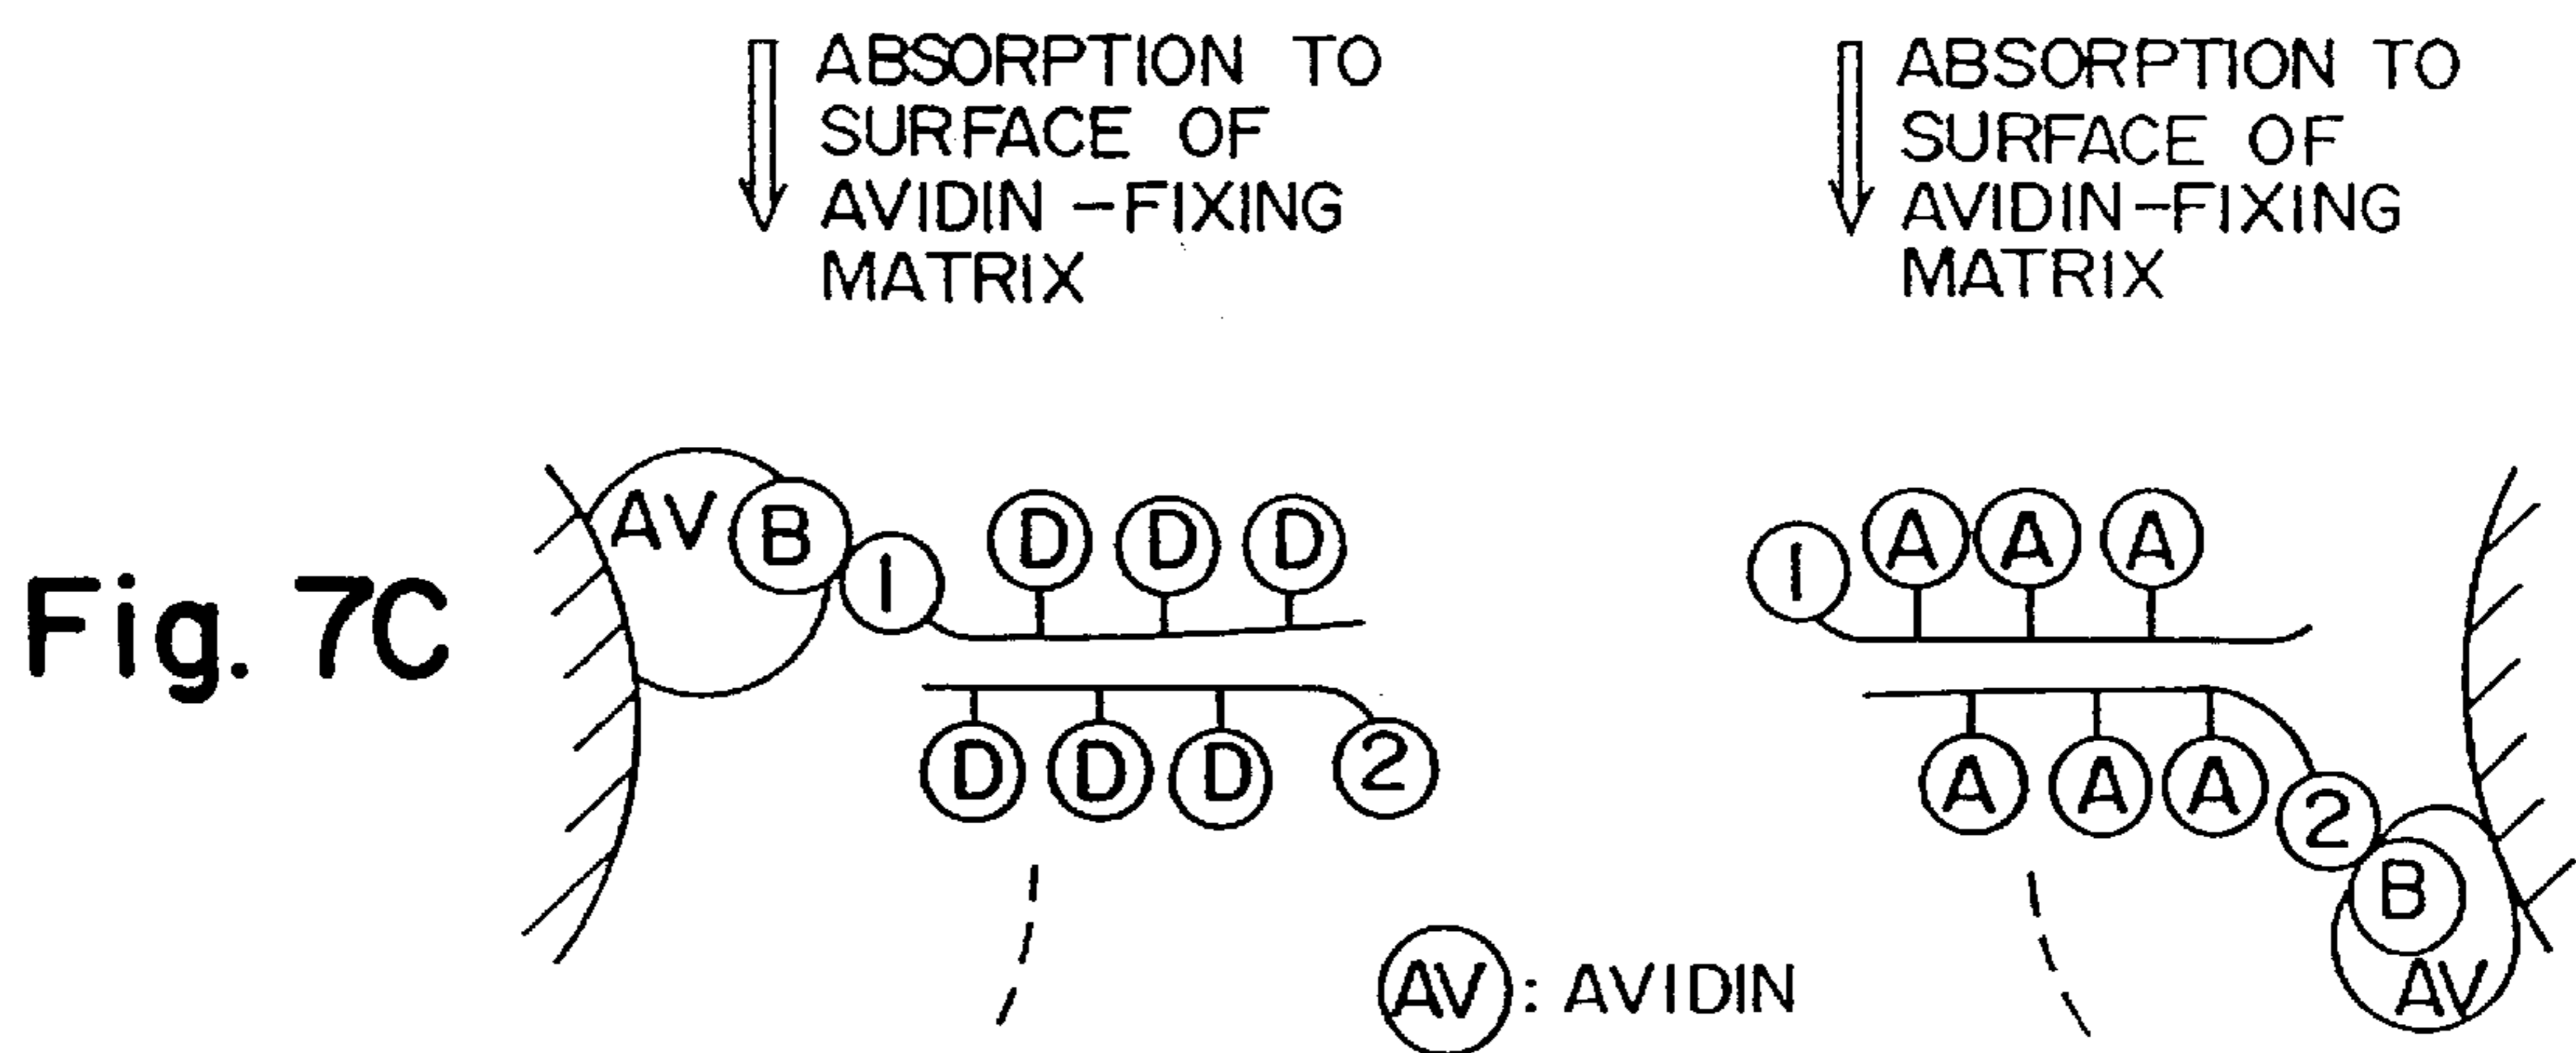 ABSORPTION TO
SURFACE OF
AVIDIN-FIXING
MATRIX
ABSORPTION TO
SURFACE OF
AVIDIN-FIXING
MATRIX
Fig. 7C
AV B 1 D D D
D D D 2
1 A A A
A A A 2
B
AV
AV : AVIDIN